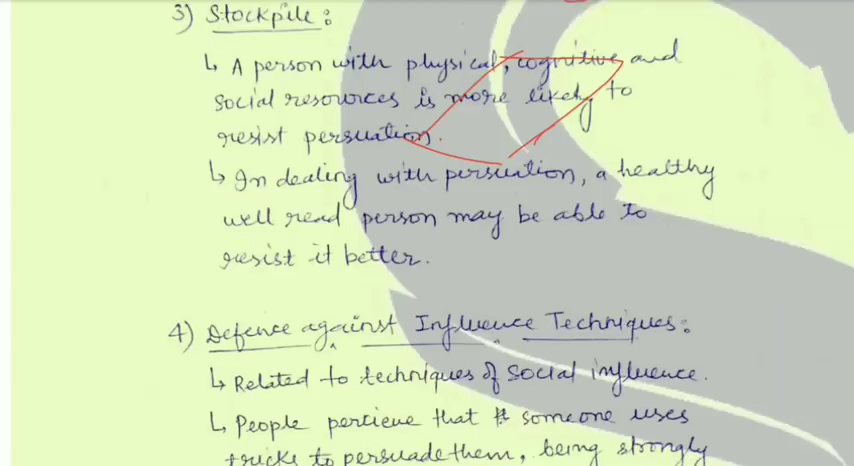 3) Stockpile:
↳ A person with physical, cognitive and
social resources is more likely to
resist persuation.
↳ In dealing with persuation, a healthy
well read person may be able to
resist it better.
4) Defence against Influence Techniques:
↳ Related to techniques of social influence.
↳ People percieve that someone uses
tricks to persuade them, being strongly